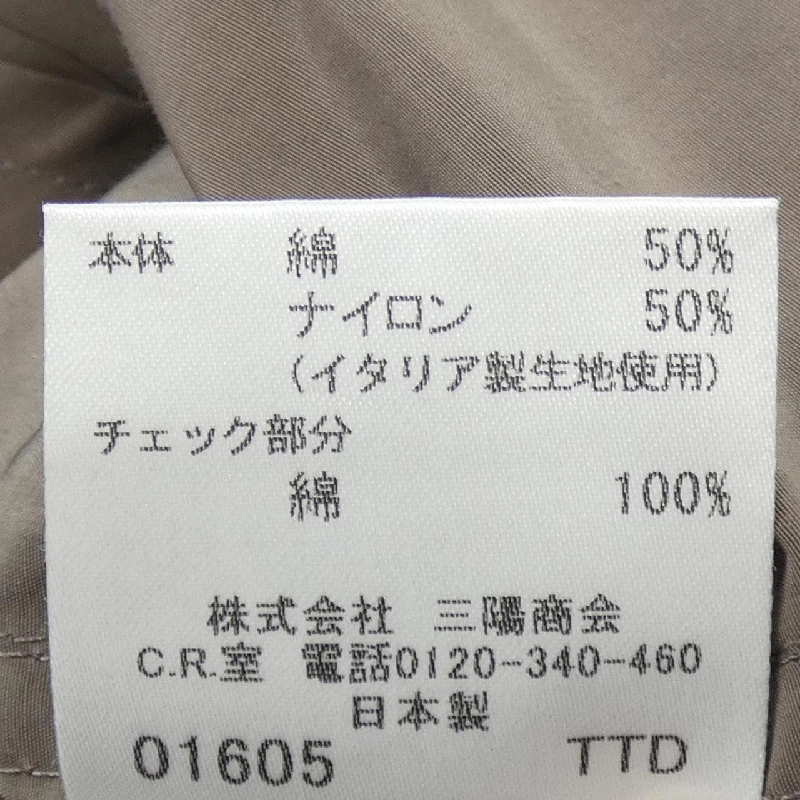 本体 綿 50%
ナイロン 50%
(イタリア製生地使用)
チェック部分
綿 100%
株式会社 三陽商会
C.R.室 電話0120-340-460
日本製
01605 TTD